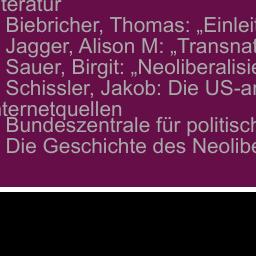 teratur
Biebricher, Thomas: „Einleit
Jagger, Alison M: „Transnat
Sauer, Birgit: „Neoliberalisie
Schissler, Jakob: Die US-ar
nternetquellen
Bundeszentrale für politisch
Die Geschichte des Neolibe